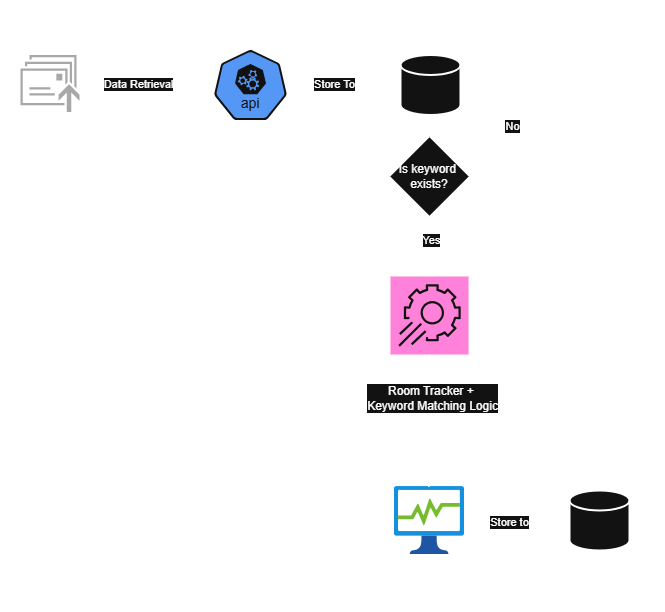 Data Retrieval
api
Store To
No
Is keyword
exists?
Yes
Room Tracker +
Keyword Matching Logic
Store to